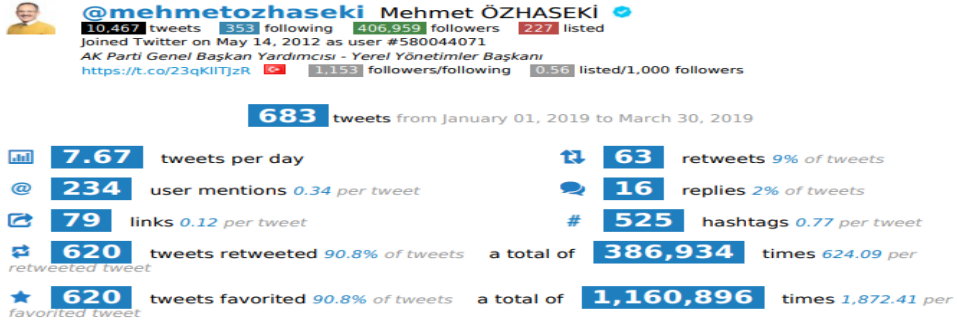 @mehmetozhaseki Mehmet ÖZHASEKİ
10,467 tweets 353 following 406,959 followers 227 listed
Joined Twitter on May 14, 2012 as user #580044071
AK Parti Genel Başkan Yardımcısı - Yerel Yönetimler Başkanı
https://t.co/23qKIITJzR 1,153 followers/following 0.56 listed/1,000 followers
683 tweets from January 01, 2019 to March 30, 2019
7.67 tweets per day
63 retweets 9% of tweets
@ 234 user mentions 0.34 per tweet
16 replies 2% of tweets
79 links 0.12 per tweet
# 525 hashtags 0.77 per tweet
620 tweets retweeted 90.8% of tweets a total of 386,934 times 624.09 per
retweeted tweet
620 tweets favorited 90.8% of tweets a total of 1,160,896 times 1,872.41 per
favorited tweet